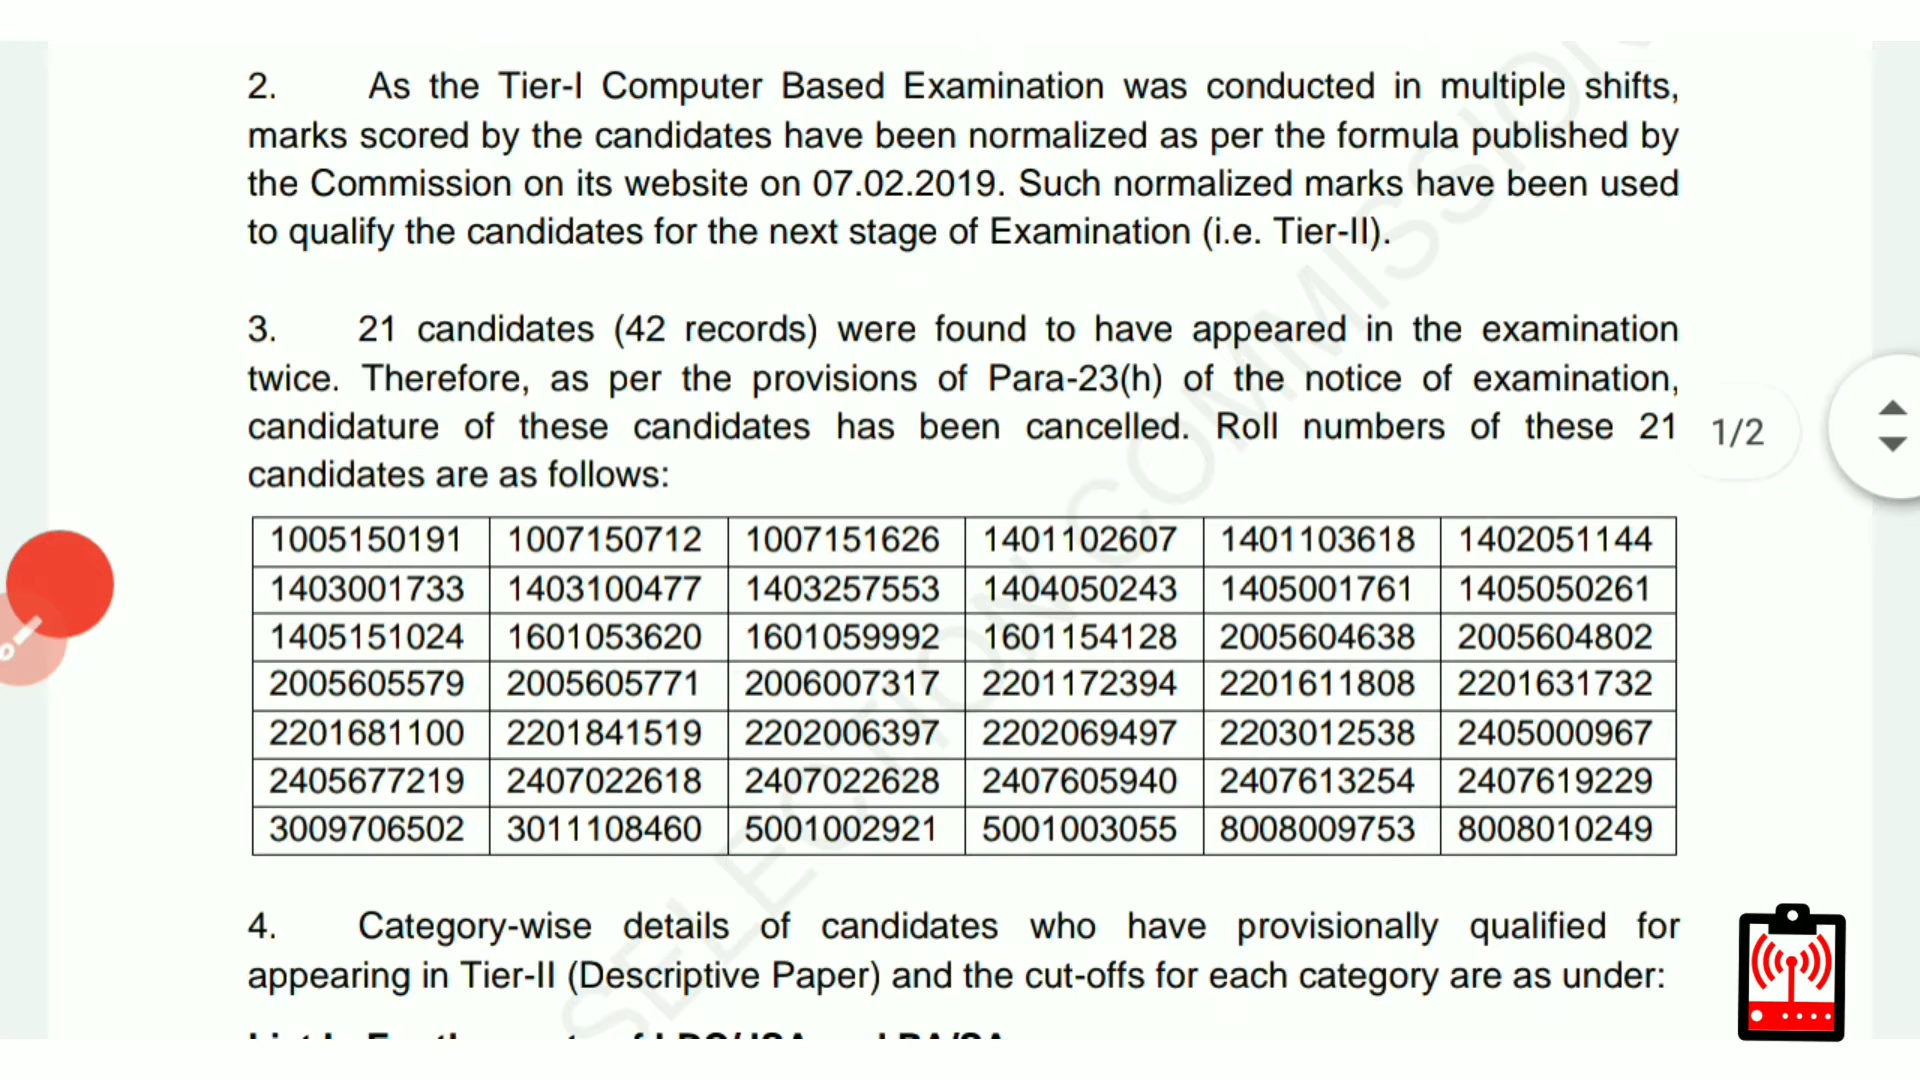 2. As the Tier-I Computer Based Examination was conducted in multiple shifts,
marks scored by the candidates have been normalized as per the formula published by
the Commission on its website on 07.02.2019. Such normalized marks have been used
to qualify the candidates for the next stage of Examination (i.e. Tier-II).
3. 21 candidates (42 records) were found to have appeared in the examination
twice. Therefore, as per the provisions of Para-23(h) of the notice of examination,
candidature of these candidates has been cancelled. Roll numbers of these 21
candidates are as follows:
1/2
1005150191 1007150712 1007151626 1401102607 1401103618 1402051144
1403001733 1403100477 1403257553 1404050243 1405001761 1405050261
1405151024 1601053620 1601059992 1601154128 2005604638 2005604802
2005605579 2005605771 2006007317 2201172394 2201611808 2201631732
2201681100 2201841519 2202006397 2202069497 2203012538 2405000967
2405677219 2407022618 2407022628 2407605940 2407613254 2407619229
3009706502 3011108460 5001002921 5001003055 8008009753 8008010249
4. Category-wise details of candidates who have provisionally qualified for
appearing in Tier-II (Descriptive Paper) and the cut-offs for each category are as under:
SELECTION COMMISSION